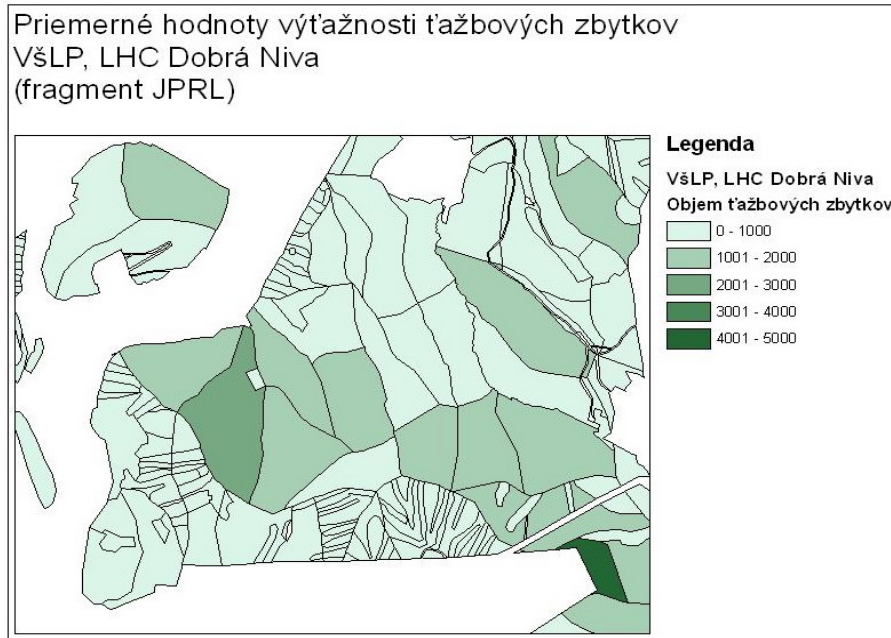 Priemerné hodnoty výťažnosti ťažbových zbytkov
VšLP, LHC Dobrá Niva
(fragment JPRL)
Legenda
VšLP, LHC Dobrá Niva
Objem ťažbových zbytkov
0 - 1000
1001 - 2000
2001 - 3000
3001 - 4000
4001 - 5000